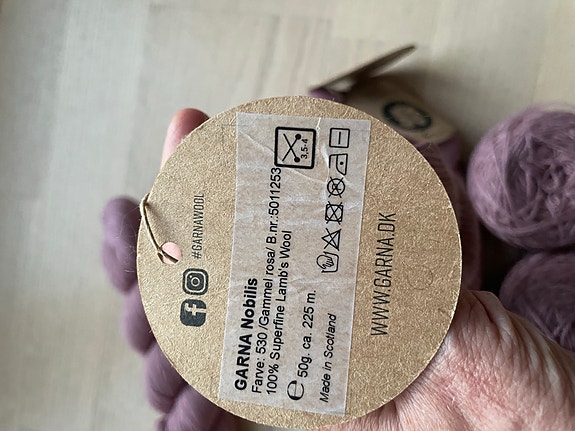 #GARNAWOOL
GARNA Nobilis
Farve: 530 /Gammel rosa/ B.nr.:5011253
100% Superfine Lamb's Wool
3,5-4
℮ 50g. ca. 225 m.
Made in Scotland
WWW.GARNA.DK